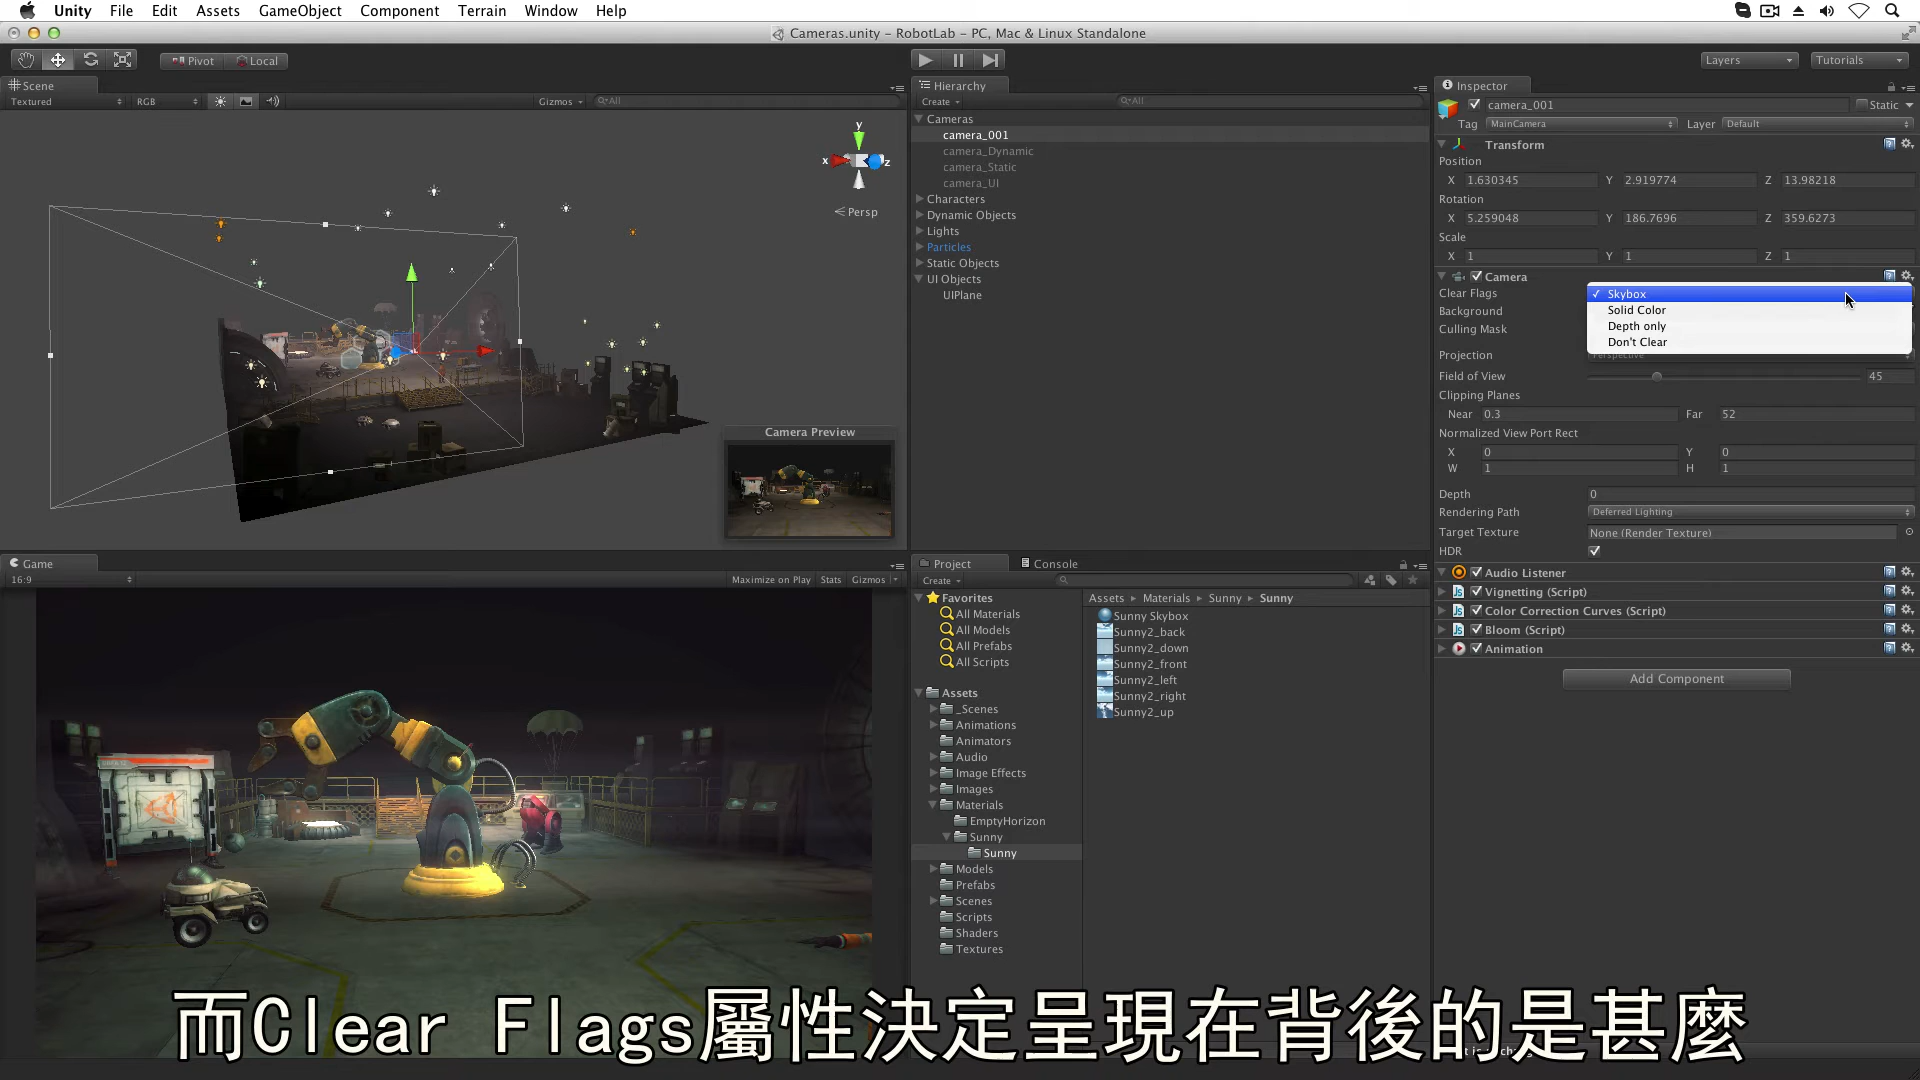 Unity File Edit Assets GameObject Component Terrain Window Help
Cameras.unity - RobotLab - PC, Mac & Linux Standalone
Pivot Local
Layers Tutorials
Scene
Textured RGB Gizmos All
y
x z
Persp
Camera Preview
Hierarchy
Create All
Cameras
camera_001
camera_Dynamic
camera_Static
camera_UI
Characters
Dynamic Objects
Lights
Particles
Static Objects
UI Objects
UIPlane
Inspector
camera_001 Static
Tag MainCamera Layer Default
Transform
Position
X 1.630345 Y 2.919774 Z 13.98218
Rotation
X 5.259048 Y 186.7696 Z 359.6273
Scale
X 1 Y 1 Z 1
Camera
Clear Flags
Skybox
Solid Color
Depth only
Don't Clear
Background
Culling Mask
Projection Perspective
Field of View 45
Clipping Planes
Near 0.3 Far 52
Normalized View Port Rect
X 0 Y 0
W 1 H 1
Depth 0
Rendering Path Deferred Lighting
Target Texture None (Render Texture)
HDR
Audio Listener
Vignetting (Script)
Color Correction Curves (Script)
Bloom (Script)
Animation
Add Component
Game
16:9 Maximize on Play Stats Gizmos
Project Console
Create
Favorites
All Materials
All Models
All Prefabs
All Scripts
Assets
_Scenes
Animations
Animators
Audio
Image Effects
Images
Materials
EmptyHorizon
Sunny
Sunny
Models
Prefabs
Scenes
Scripts
Shaders
Textures
Assets Materials Sunny Sunny
Sunny Skybox
Sunny2_back
Sunny2_down
Sunny2_front
Sunny2_left
Sunny2_right
Sunny2_up
而Clear Flags屬性決定呈現在背後的是甚麼